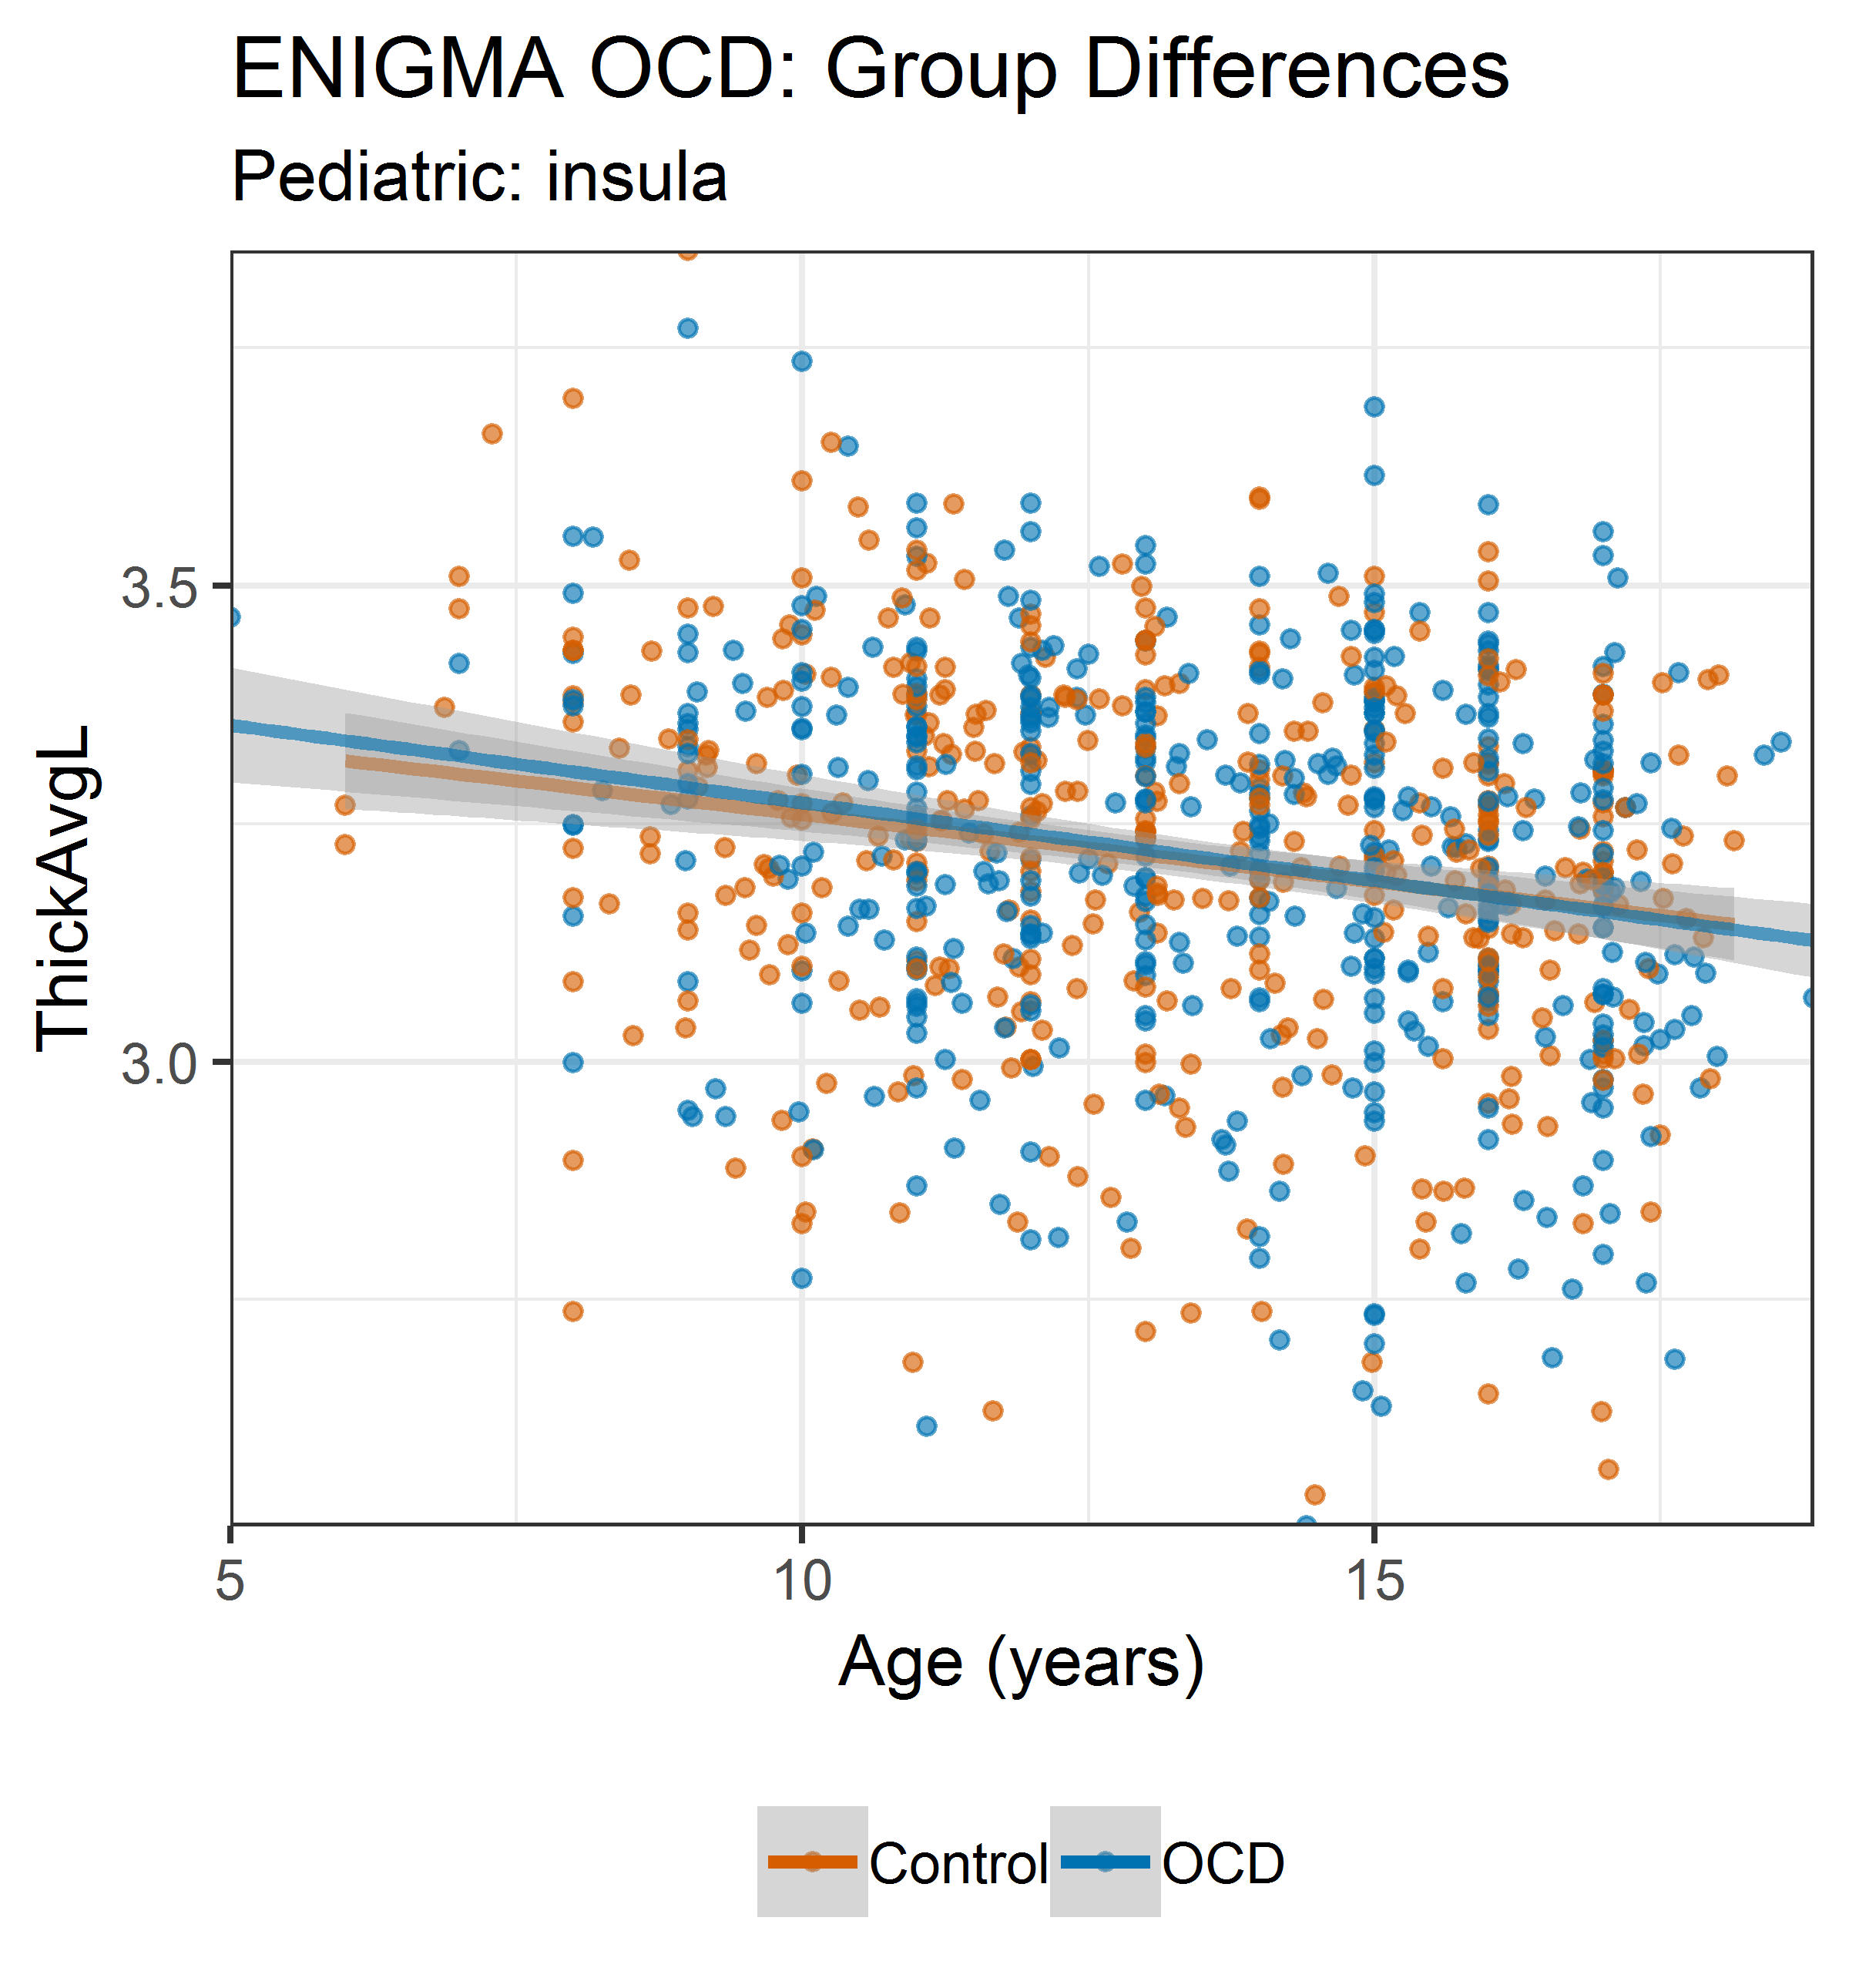 ENIGMA OCD: Group Differences
Pediatric: insula
ThickAvgL
3.5
3.0
5 10 15
Age (years)
Control OCD